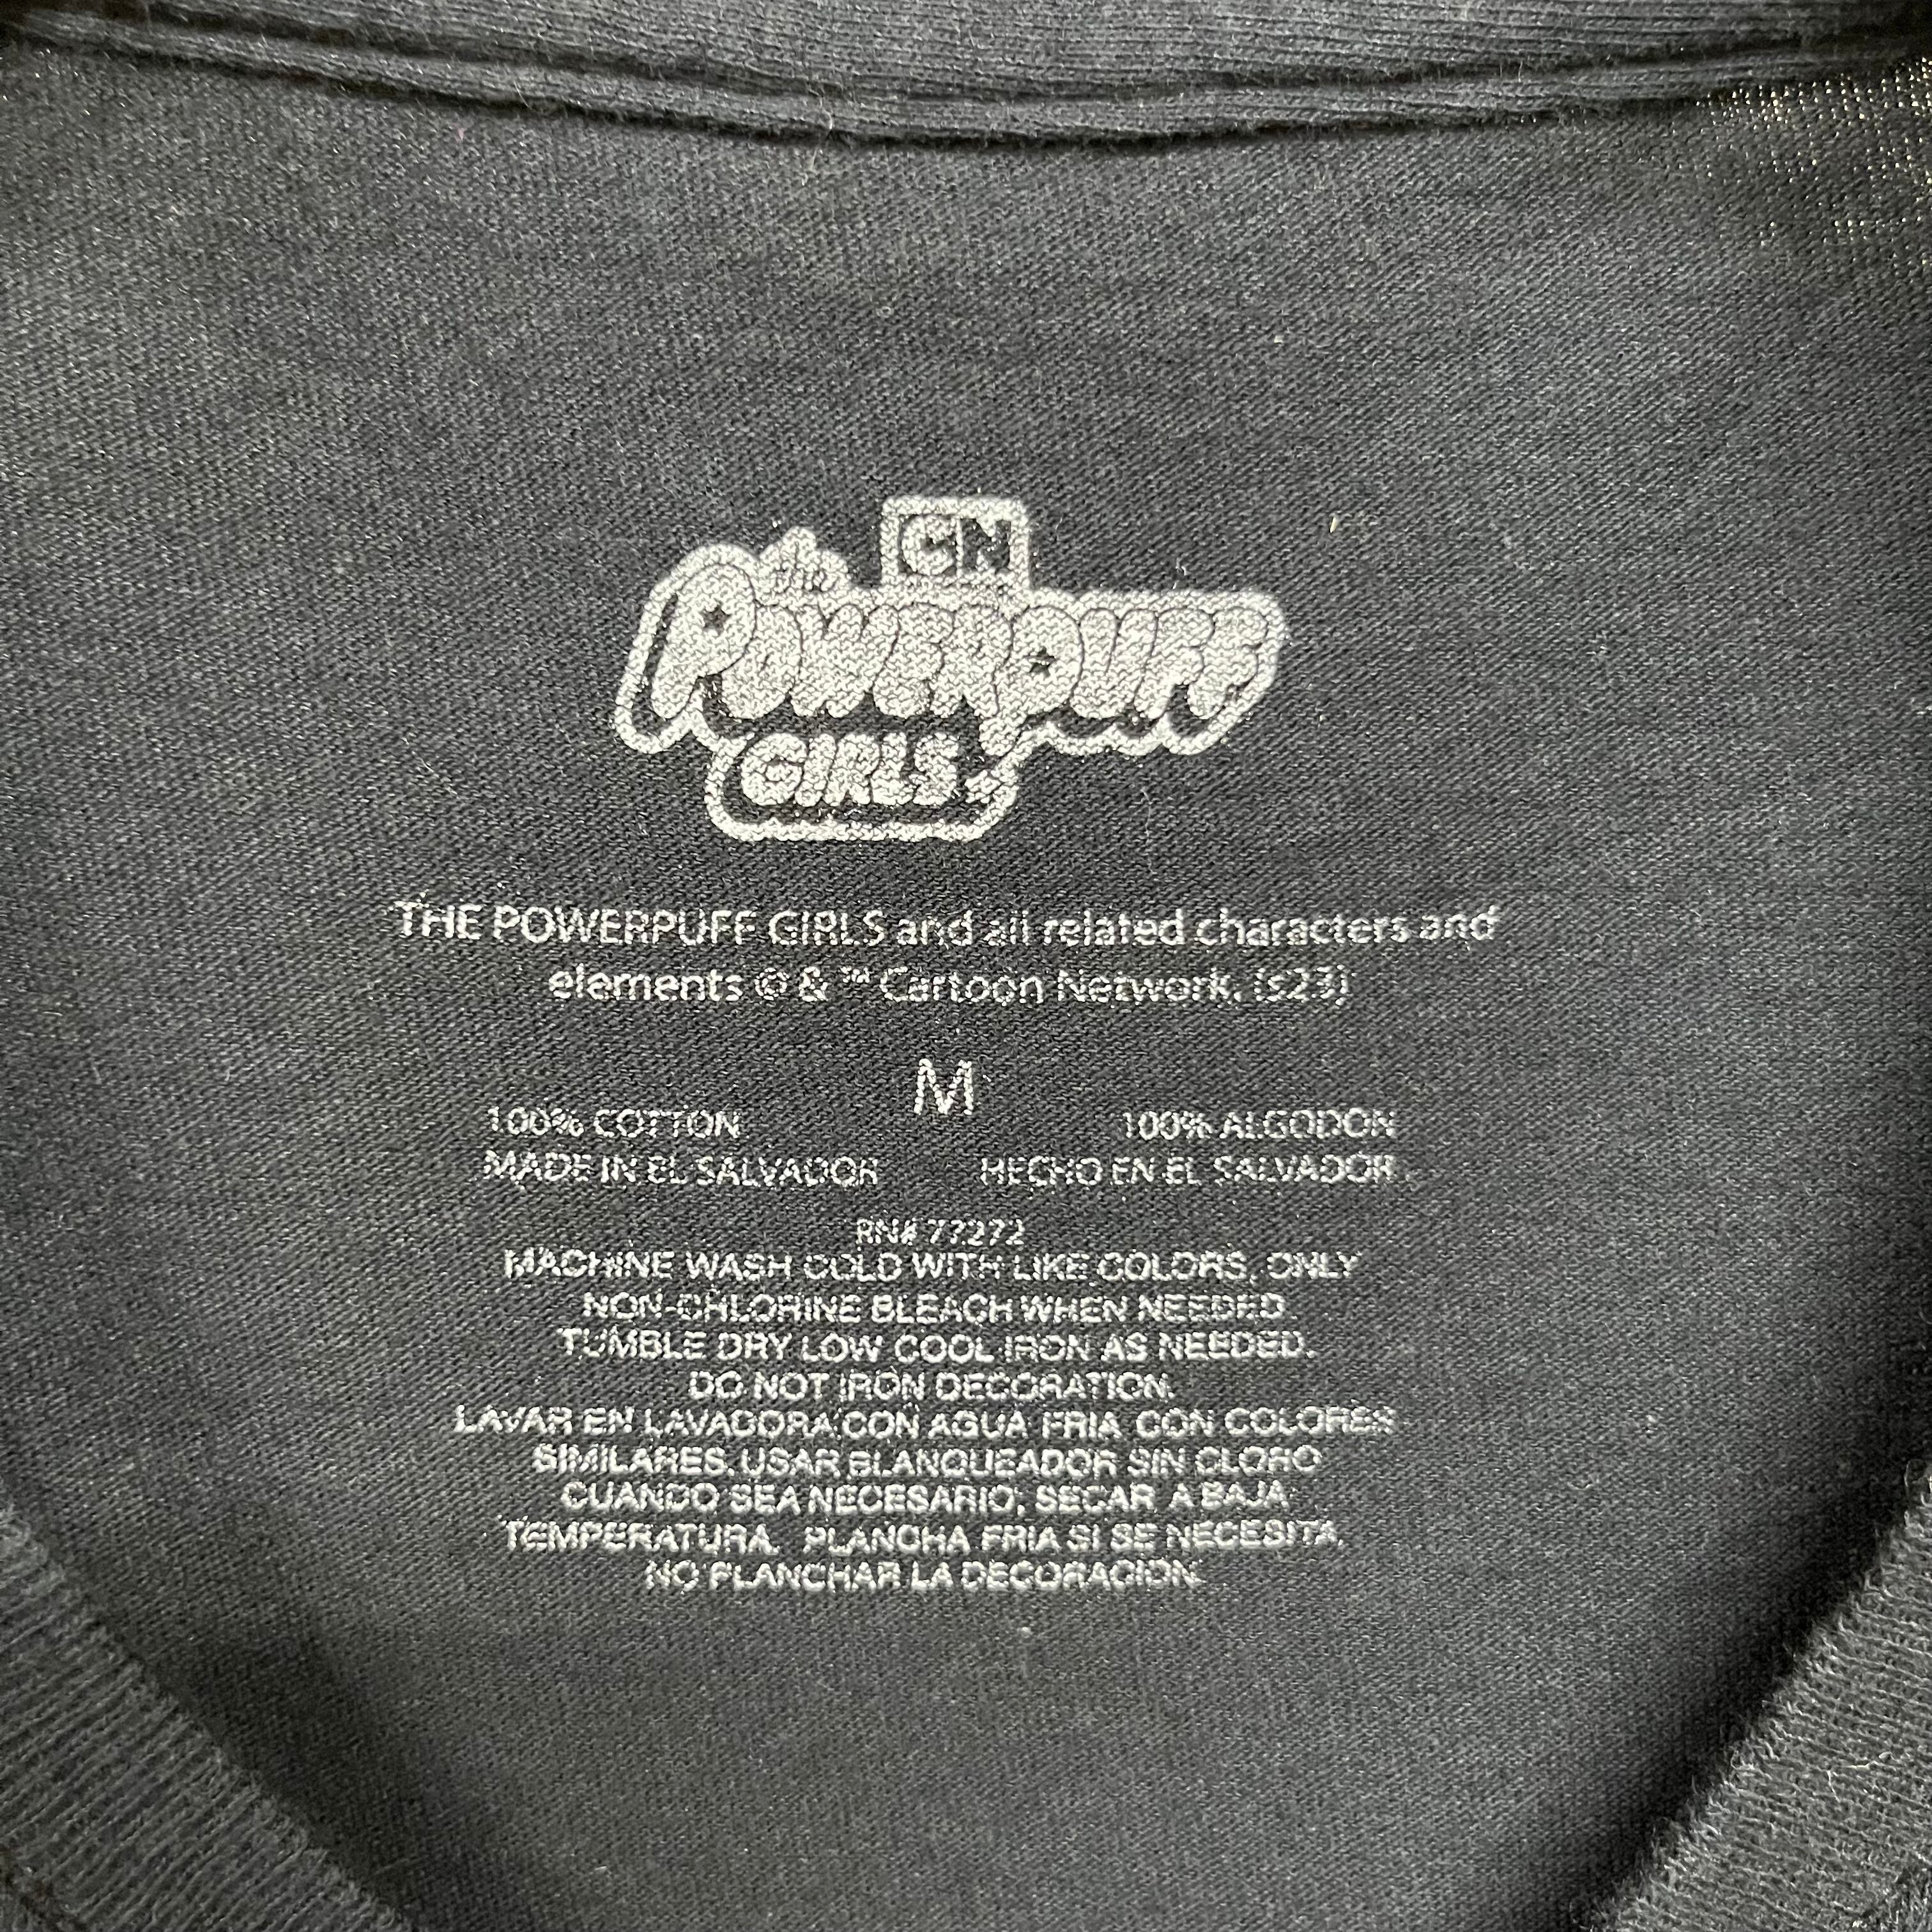 CN
the
POWERPUFF
GIRLS
THE POWERPUFF GIRLS and all related characters and
elements © & ™ Cartoon Network. (s23)
M
100% COTTON 100% ALGODON
MADE IN EL SALVADOR HECHO EN EL SALVADOR
RN# 77272
MACHINE WASH COLD WITH LIKE COLORS, ONLY
NON-CHLORINE BLEACH WHEN NEEDED.
TUMBLE DRY LOW COOL IRON AS NEEDED.
DO NOT IRON DECORATION.
LAVAR EN LAVADORA CON AGUA FRIA CON COLORES
SIMILARES. USAR BLANQUEADOR SIN CLORO
CUANDO SEA NECESARIO; SECAR A BAJA
TEMPERATURA. PLANCHA FRIA SI SE NECESITA.
NO PLANCHAR LA DECORACION.